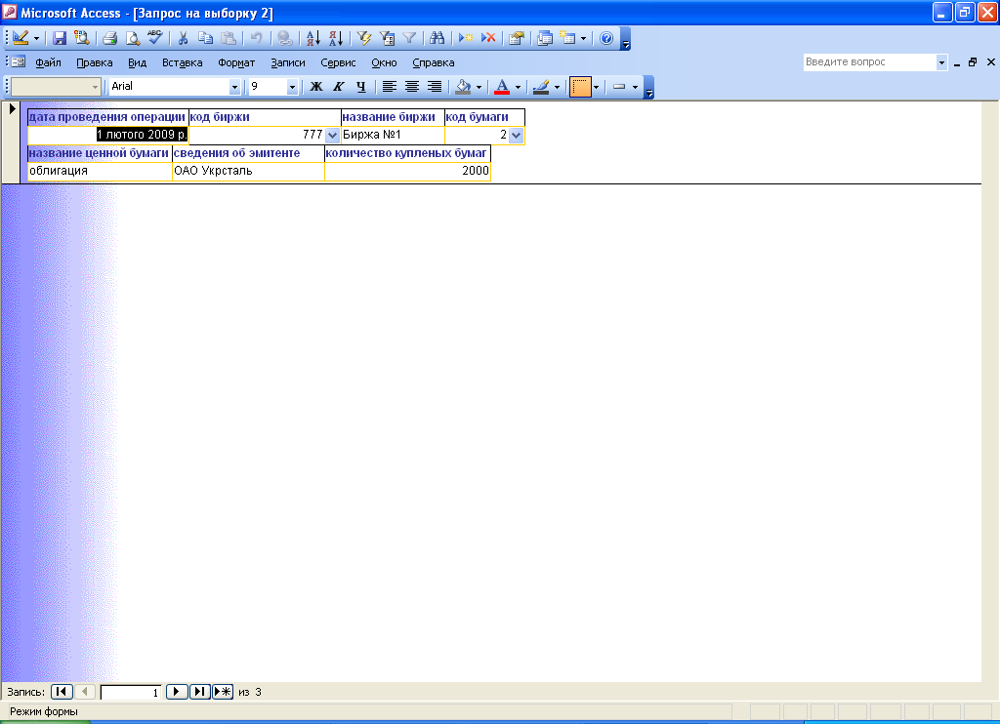 Microsoft Access - [Запрос на выборку 2]
Файл Правка Вид Вставка Формат Записи Сервис Окно Справка Введите вопрос
Arial 9 Ж К Ч
дата проведения операции код биржи название биржи код бумаги
1 лютого 2009 р. 777 Биржа №1 2
название ценной бумаги сведения об эмитенте количество купленых бумаг
облигация ОАО Укрсталь 2000
Запись: 1 из 3
Режим формы